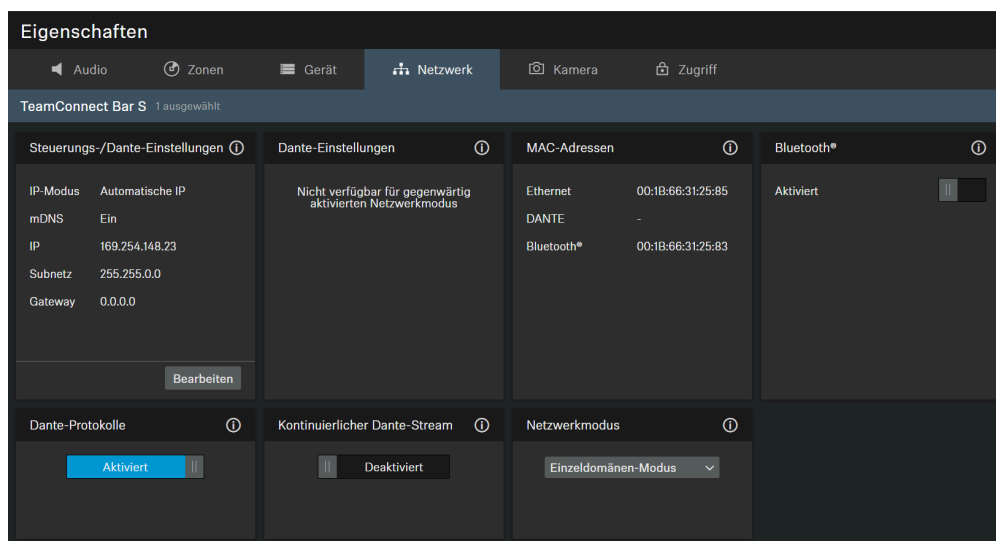 Eigenschaften
Audio Zonen Gerät Netzwerk Kamera Zugriff
TeamConnect Bar S 1 ausgewählt
Steuerungs-/Dante-Einstellungen
IP-Modus Automatische IP
mDNS Ein
IP 169.254.148.23
Subnetz 255.255.0.0
Gateway 0.0.0.0
Bearbeiten
Dante-Einstellungen
Nicht verfügbar für gegenwärtig
aktivierten Netzwerkmodus
MAC-Adressen
Ethernet 00:1B:66:31:25:85
DANTE -
Bluetooth® 00:1B:66:31:25:83
Bluetooth®
Aktiviert
Dante-Protokolle
Aktiviert
Kontinuierlicher Dante-Stream
Deaktiviert
Netzwerkmodus
Einzeldomänen-Modus